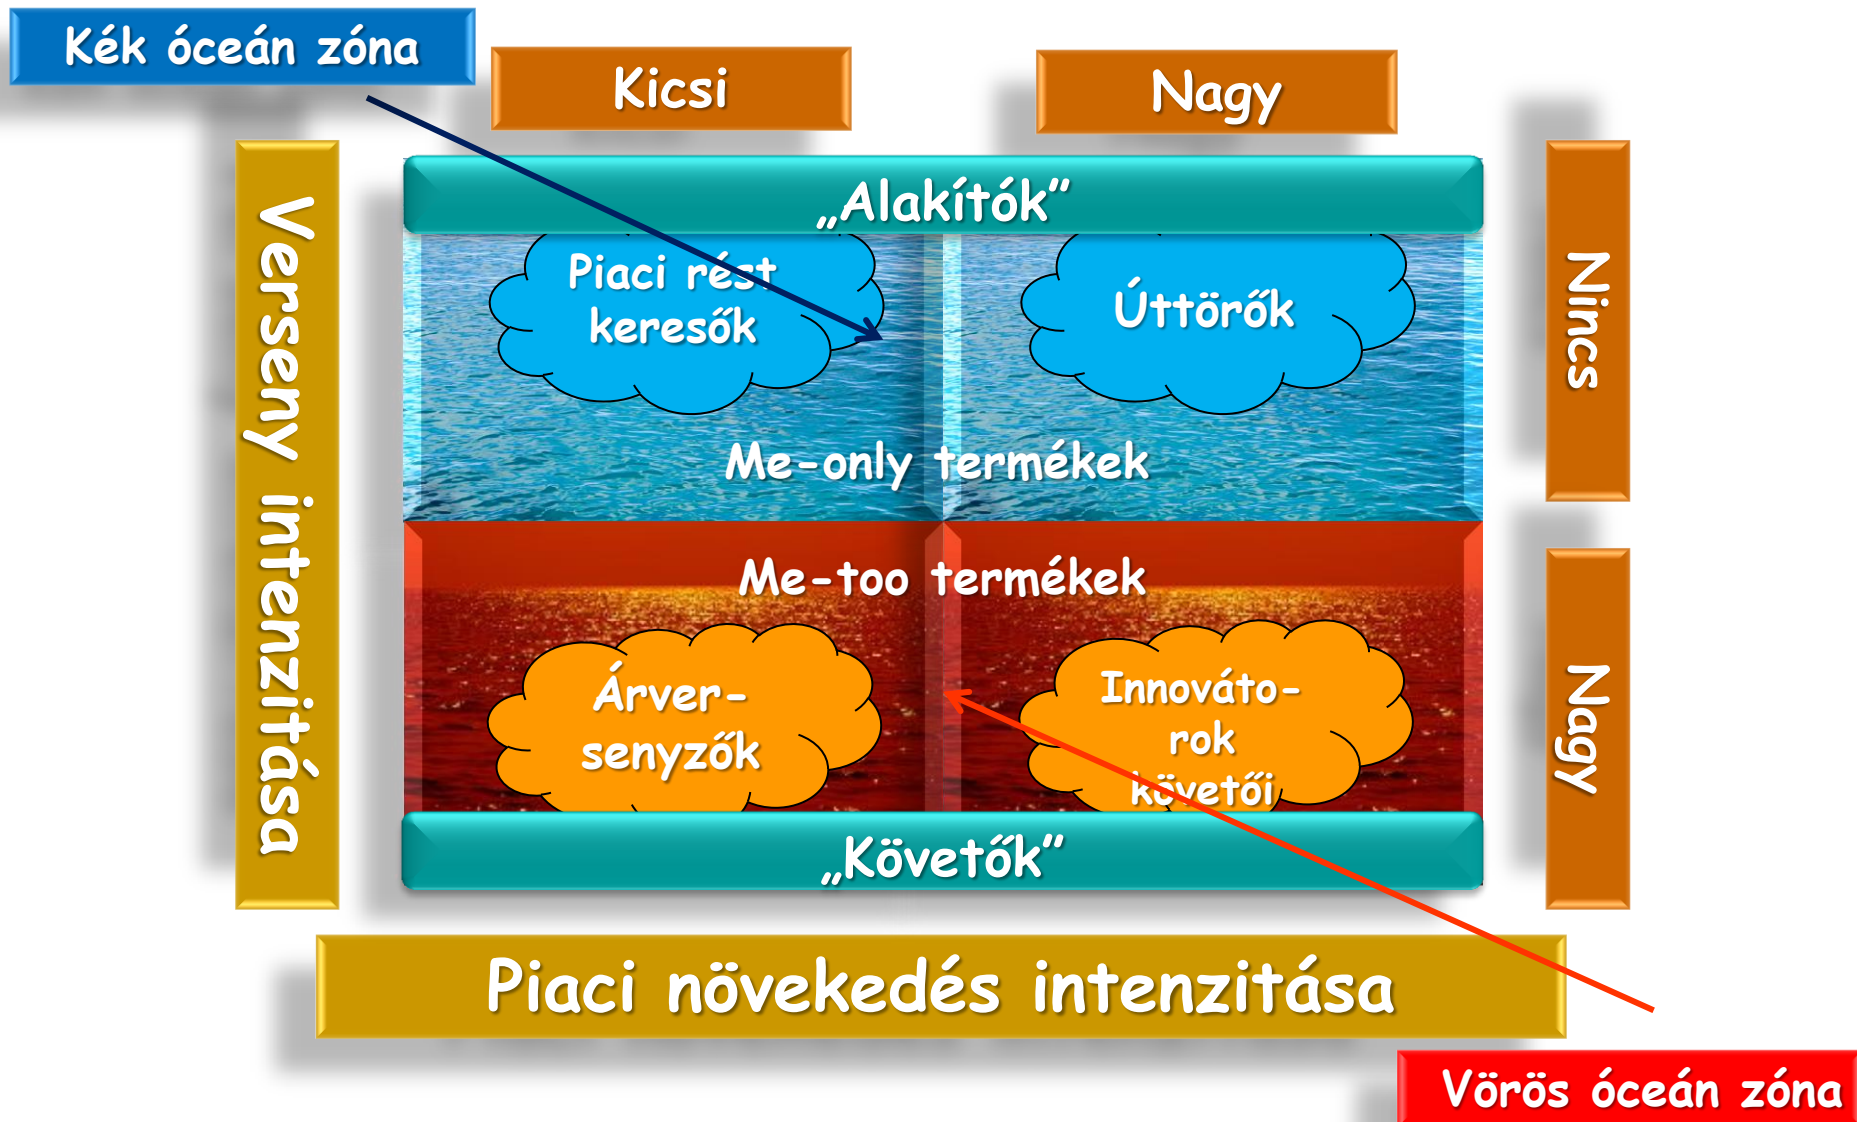 Kék óceán zóna
Kicsi
Nagy
„Alakítók”
Verseny intenzitása
Piaci rést
keresők
Úttörők
Nincs
Me-only termékek
Me-too termékek
Árver-
senyzők
Innováto-
rok
követői
Nagy
„Követők”
Piaci növekedés intenzitása
Vörös óceán zóna